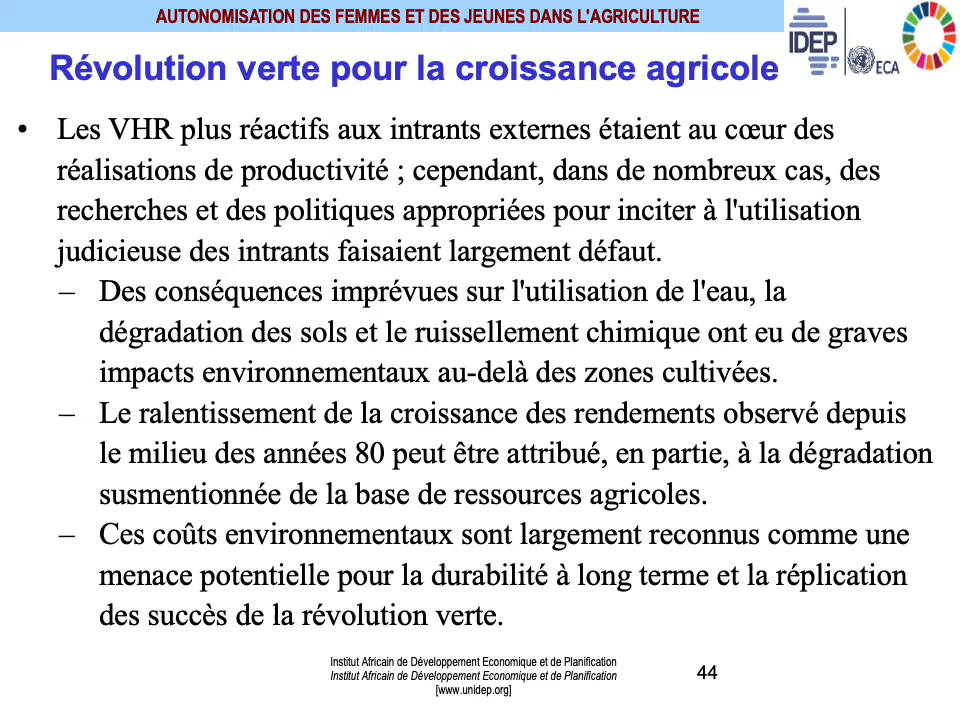 AUTONOMISATION DES FEMMES ET DES JEUNES DANS L'AGRICULTURE
IDEP
ECA
Révolution verte pour la croissance agricole
• Les VHR plus réactifs aux intrants externes étaient au cœur des
réalisations de productivité ; cependant, dans de nombreux cas, des
recherches et des politiques appropriées pour inciter à l'utilisation
judicieuse des intrants faisaient largement défaut.
– Des conséquences imprévues sur l'utilisation de l'eau, la
dégradation des sols et le ruissellement chimique ont eu de graves
impacts environnementaux au-delà des zones cultivées.
– Le ralentissement de la croissance des rendements observé depuis
le milieu des années 80 peut être attribué, en partie, à la dégradation
susmentionnée de la base de ressources agricoles.
– Ces coûts environnementaux sont largement reconnus comme une
menace potentielle pour la durabilité à long terme et la réplication
des succès de la révolution verte.
Institut Africain de Développement Economique et de Planification
Institut Africain de Développement Economique et de Planification
[www.unidep.org]
44